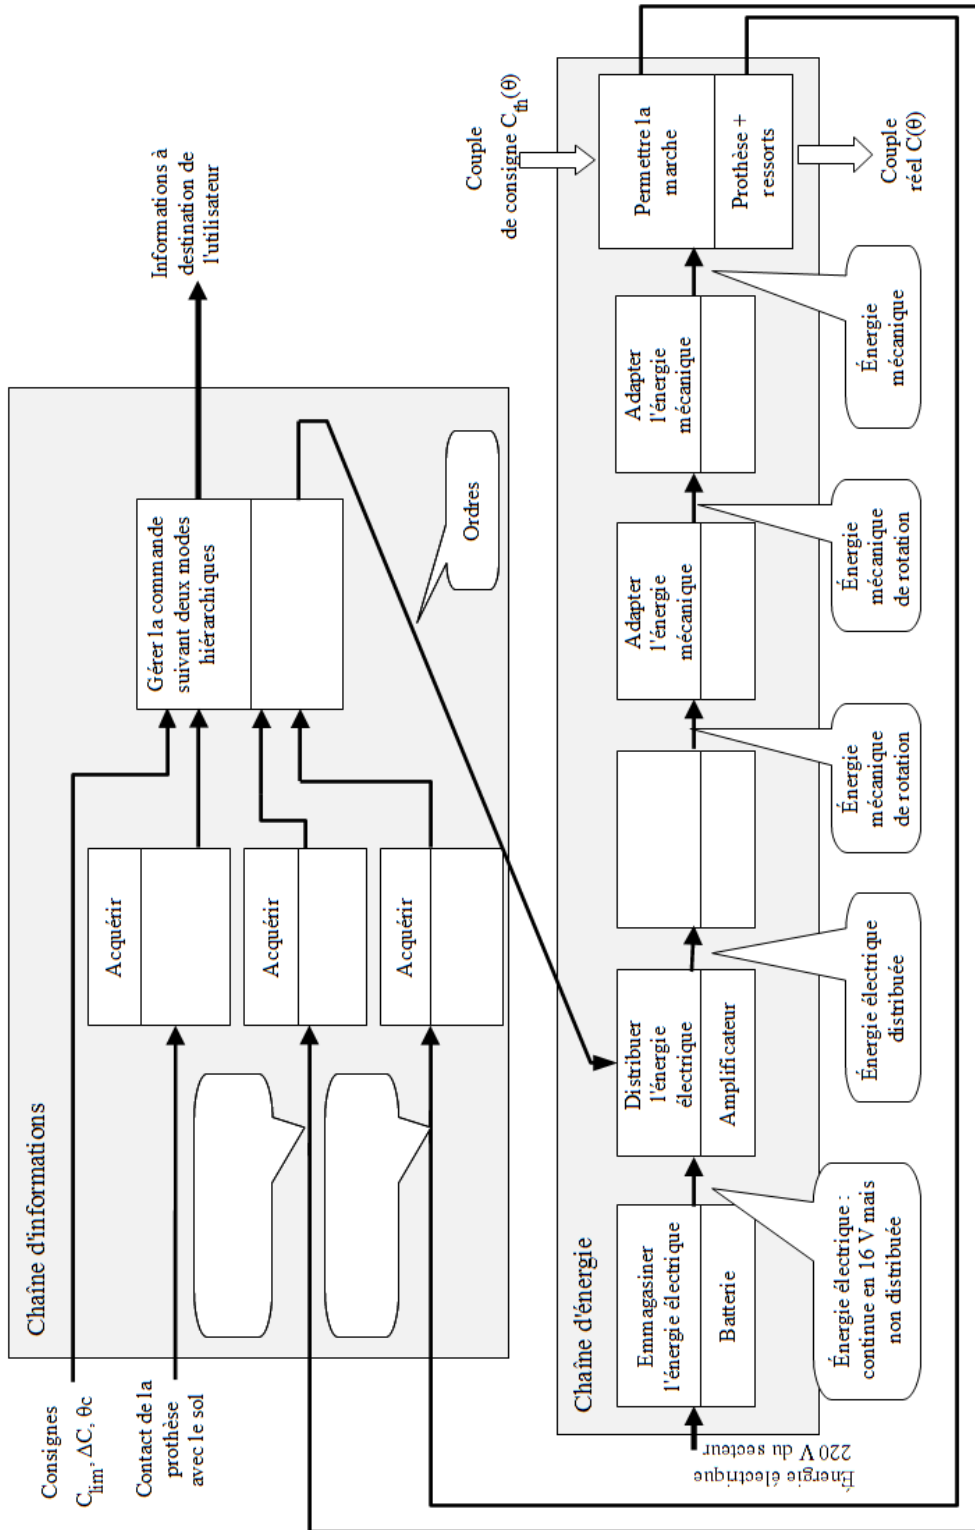 Chaîne d'informations
Consignes
C_lim, ΔC, θc
Contact de la
prothèse
avec le sol
Acquérir
Acquérir
Acquérir
Gérer la commande
suivant deux modes
hiérarchiques
Informations à
destination de
l'utilisateur
Ordres
Chaîne d'énergie
Énergie électrique
220 V du secteur
Emmagasiner
l'énergie électrique
Batterie
Énergie électrique :
continue en 16 V mais
non distribuée
Distribuer
l'énergie
électrique
Amplificateur
Énergie électrique
distribuée
Énergie
mécanique
de rotation
Adapter
l'énergie
mécanique
Énergie
mécanique
de rotation
Adapter
l'énergie
mécanique
Énergie
mécanique
Couple
de consigne C_th(θ)
Permettre la
marche
Prothèse +
ressorts
Couple
réel C(θ)